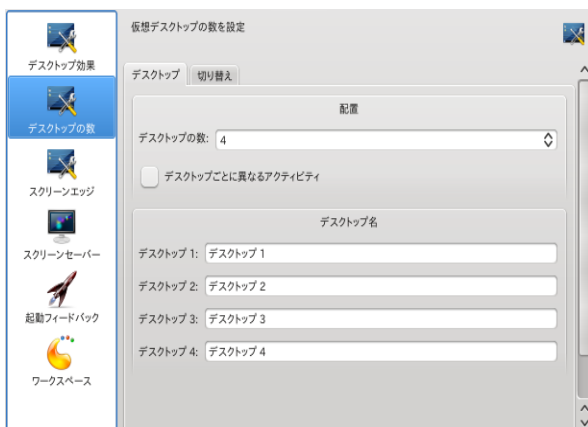 仮想デスクトップの数を設定
デスクトップ効果
デスクトップの数
スクリーンエッジ
スクリーンセーバー
起動フィードバック
ワークスペース
デスクトップ 切り替え
配置
デスクトップの数: 4
デスクトップごとに異なるアクティビティ
デスクトップ名
デスクトップ 1: デスクトップ 1
デスクトップ 2: デスクトップ 2
デスクトップ 3: デスクトップ 3
デスクトップ 4: デスクトップ 4